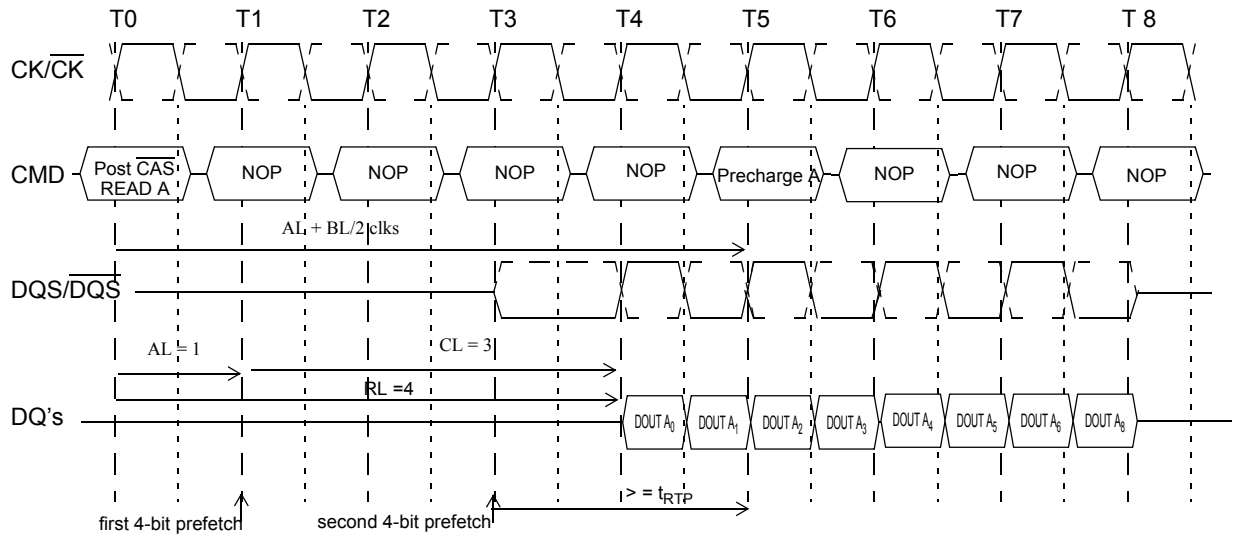 T0 T1 T2 T3 T4 T5 T6 T7 T 8
CK/CK
CMD Post CAS READ A NOP NOP NOP NOP Precharge A NOP NOP NOP
AL + BL/2 clks
DQS/DQS
AL = 1 CL = 3
RL =4
DQ's DOUT A0 DOUT A1 DOUT A2 DOUT A3 DOUT A4 DOUT A5 DOUT A6 DOUT A8
> = tRTP
first 4-bit prefetch second 4-bit prefetch